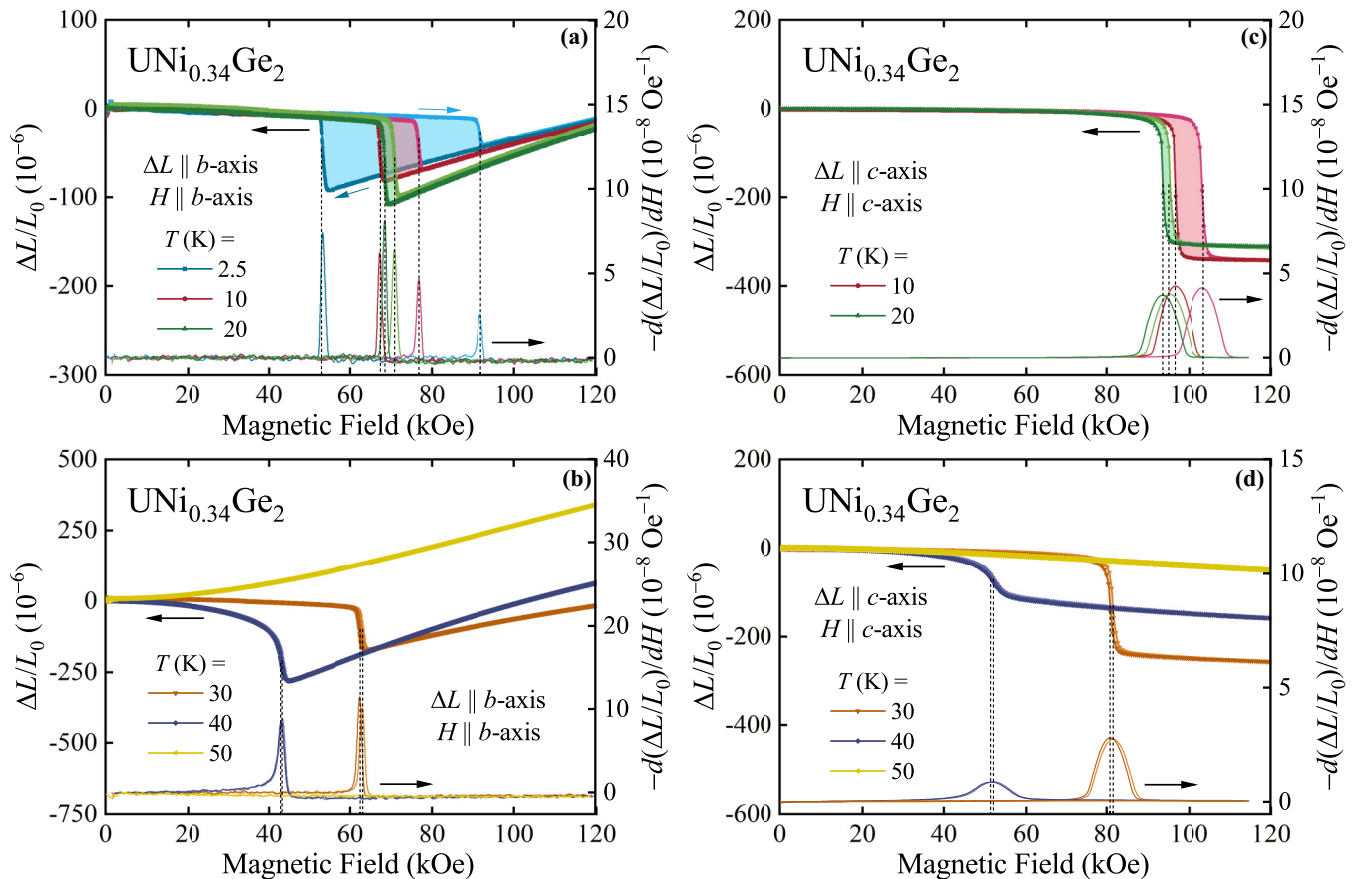 (a)
UNi0.34Ge2
ΔL ∥ b-axis
H ∥ b-axis
T (K) =
2.5
10
20
100
0
-100
-200
-300
ΔL/L0 (10−6)
20
15
10
5
0
−d(ΔL/L0)/dH (10−8 Oe−1)
0 20 40 60 80 100 120
Magnetic Field (kOe)
(c)
UNi0.34Ge2
ΔL ∥ c-axis
H ∥ c-axis
T (K) =
10
20
200
0
-200
-400
-600
ΔL/L0 (10−6)
20
15
10
5
0
−d(ΔL/L0)/dH (10−8 Oe−1)
0 20 40 60 80 100 120
Magnetic Field (kOe)
(b)
UNi0.34Ge2
T (K) =
30
40
50
ΔL ∥ b-axis
H ∥ b-axis
500
250
0
-250
-500
-750
ΔL/L0 (10−6)
40
30
20
10
0
−d(ΔL/L0)/dH (10−8 Oe−1)
0 20 40 60 80 100 120
Magnetic Field (kOe)
(d)
UNi0.34Ge2
ΔL ∥ c-axis
H ∥ c-axis
T (K) =
30
40
50
200
0
-200
-400
-600
ΔL/L0 (10−6)
15
10
5
0
−d(ΔL/L0)/dH (10−8 Oe−1)
0 20 40 60 80 100 120
Magnetic Field (kOe)